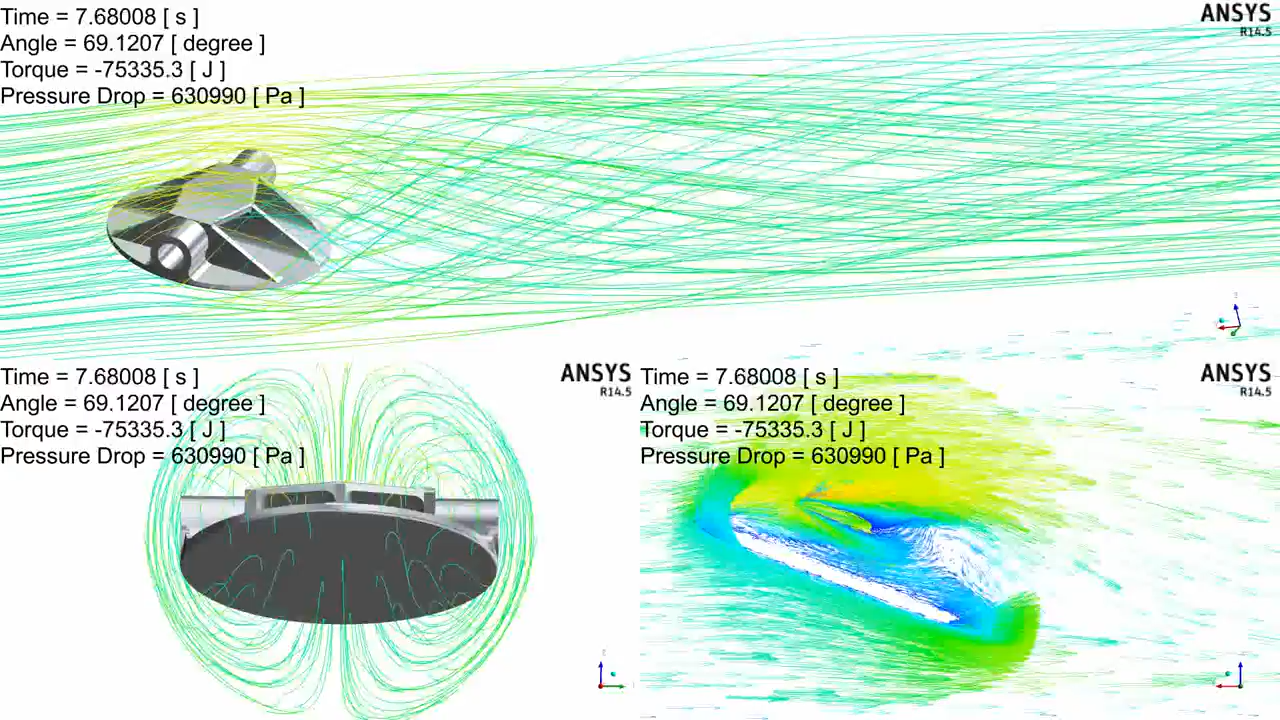 Time = 7.68008 [ s ]
Angle = 69.1207 [ degree ]
Torque = -75335.3 [ J ]
Pressure Drop = 630990 [ Pa ]
ANSYS
R14.5
Time = 7.68008 [ s ]
Angle = 69.1207 [ degree ]
Torque = -75335.3 [ J ]
Pressure Drop = 630990 [ Pa ]
ANSYS
R14.5
Time = 7.68008 [ s ]
Angle = 69.1207 [ degree ]
Torque = -75335.3 [ J ]
Pressure Drop = 630990 [ Pa ]
ANSYS
R14.5